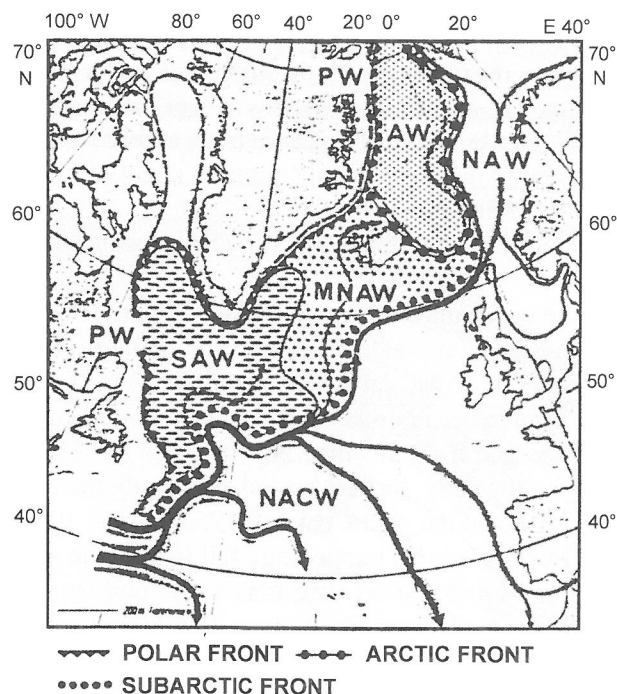 100° W 80° 60° 40° 20° 0° 20° E 40°
70° N
70° N
PW
AW
NAW
60°
60°
MNAW
PW
SAW
50°
50°
NACW
40°
40°
200 m
POLAR FRONT ARCTIC FRONT
SUBARCTIC FRONT